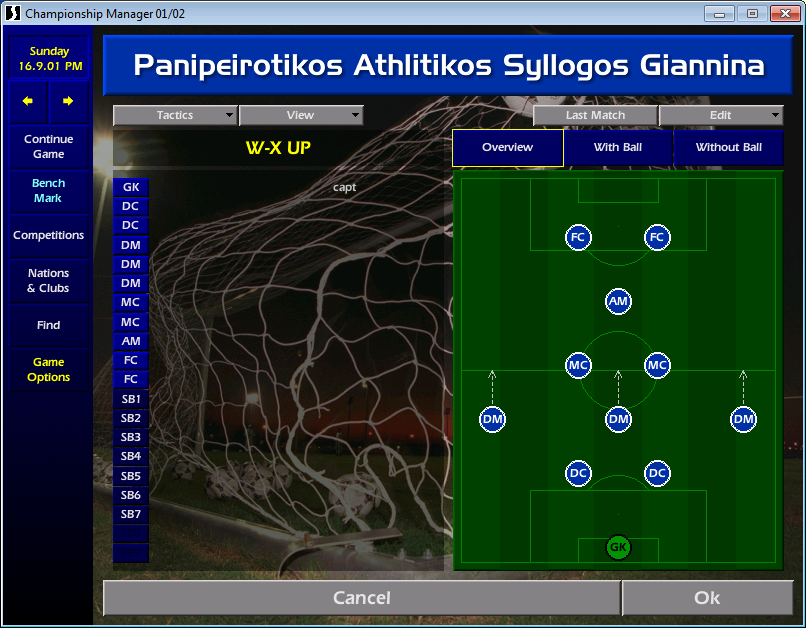 Championship Manager 01/02
Sunday
16.9.01 PM
Panipeirotikos Athlitikos Syllogos Giannina
Continue
Game
Bench
Mark
Competitions
Nations
& Clubs
Find
Game
Options
Tactics
View
Last Match
Edit
W-X UP
Overview
With Ball
Without Ball
GK capt
DC
DC
DM
DM
DM
MC
MC
AM
FC
FC
SB1
SB2
SB3
SB4
SB5
SB6
SB7
FC FC
AM
MC MC
DM DM DM
DC DC
GK
Cancel
Ok